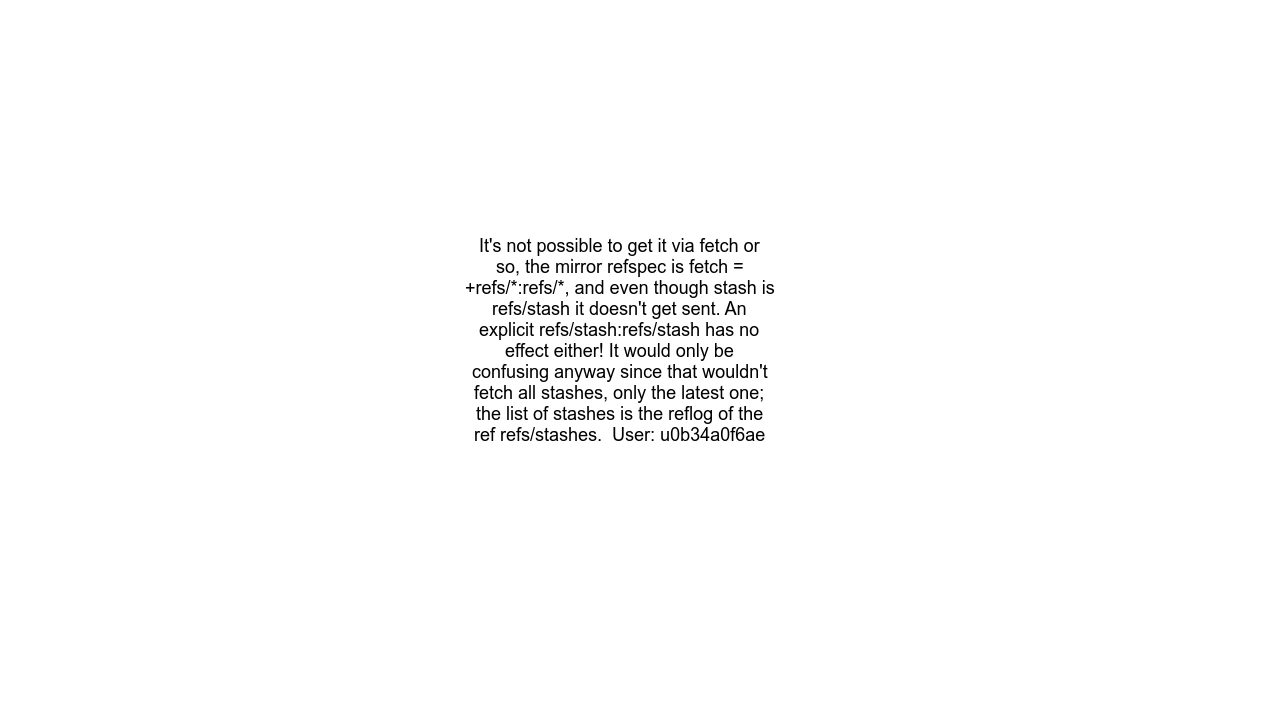 It's not possible to get it via fetch or
so, the mirror refspec is fetch =
+refs/*:refs/*, and even though stash is
refs/stash it doesn't get sent. An
explicit refs/stash:refs/stash has no
effect either! It would only be
confusing anyway since that wouldn't
fetch all stashes, only the latest one;
the list of stashes is the reflog of the
ref refs/stashes.  User: u0b34a0f6ae